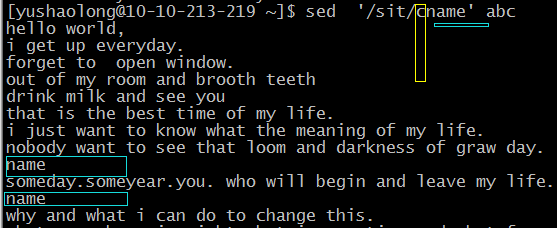 [yushaolong@10-10-213-219 ~]$ sed  '/sit/cname' abc
hello world,
i get up everyday.
forget to  open window.
out of my room and brooth teeth
drink milk and see you
that is the best time of my life.
i just want to know what the meaning of my life.
nobody want to see that loom and darkness of graw day.
name
someday.someyear.you. who will begin and leave my life.
name
why and what i can do to change this.